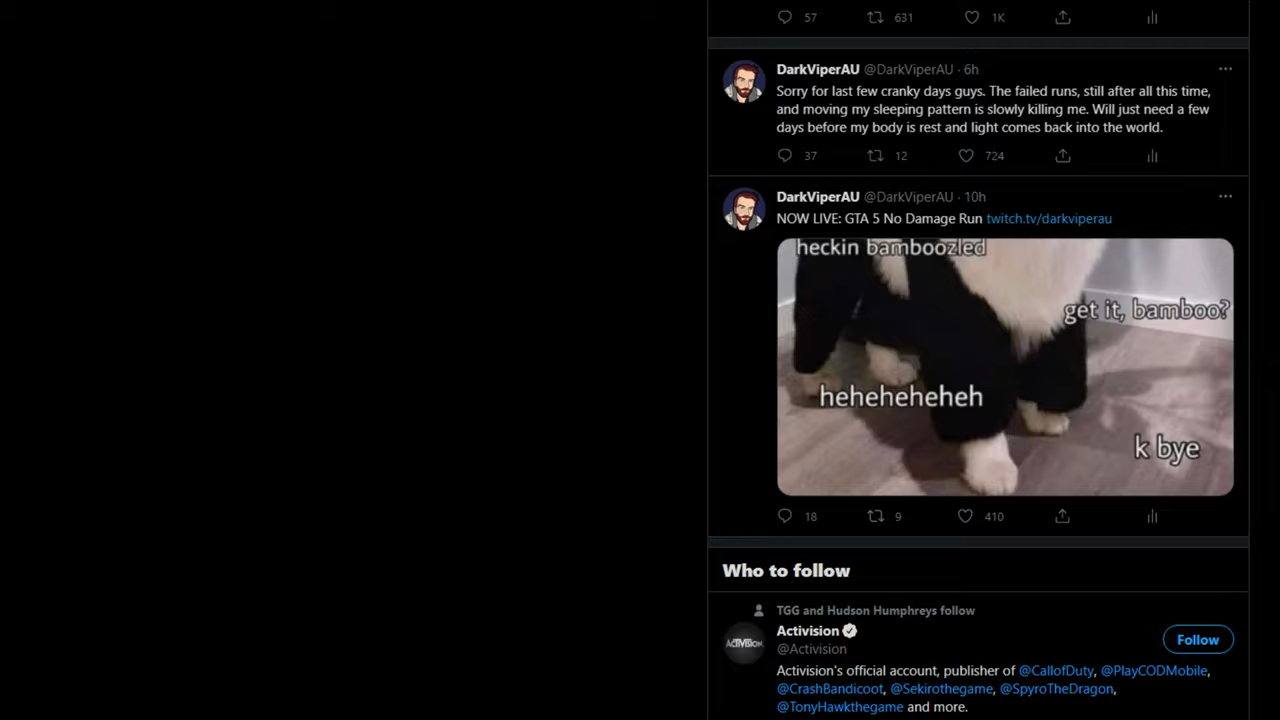 57 631 1K
DarkViperAU @DarkViperAU · 6h
Sorry for last few cranky days guys. The failed runs, still after all this time,
and moving my sleeping pattern is slowly killing me. Will just need a few
days before my body is rest and light comes back into the world.
37 12 724
DarkViperAU @DarkViperAU · 10h
NOW LIVE: GTA 5 No Damage Run twitch.tv/darkviperau
heckin bamboozled
get it, bamboo?
heheheheheh
k bye
18 9 410
Who to follow
TGG and Hudson Humphreys follow
Activision
@Activision
Follow
ACTIVISION
Activision's official account, publisher of @CallofDuty, @PlayCODMobile,
@CrashBandicoot, @Sekirothegame, @SpyroTheDragon,
@TonyHawkthegame and more.